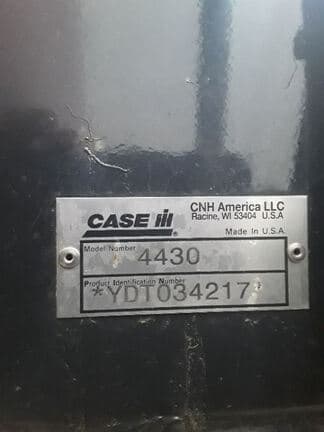 CASE IH
CNH America LLC
Racine, WI 53404 U.S.A
Made In U.S.A.
Model Number
4430
Product Identification Number
*YDT034217*